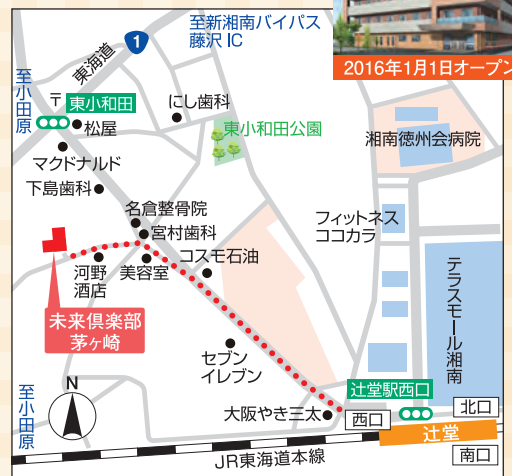 至新湘南バイパス
藤沢IC
2016年1月1日オープン
1
東海道
至小田原
〒
東小和田
松屋
にし歯科
東小和田公園
湘南徳州会病院
マクドナルド
下島歯科
名倉整骨院
宮村歯科
フィットネス
ココカラ
コスモ石油
河野
酒店
美容室
テラスモール湘南
未来倶楽部
茅ヶ崎
セブン
イレブン
至小田原
N
辻堂駅西口
大阪やき三太
西口
北口
辻堂
JR東海道本線
南口